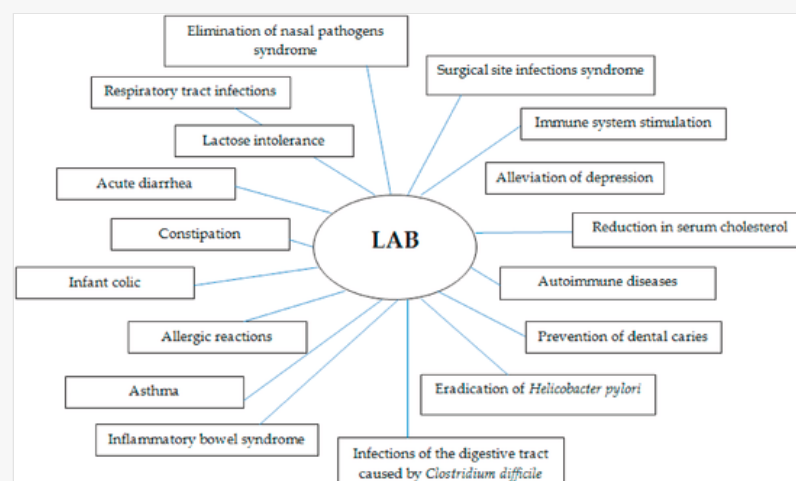 Elimination of nasal pathogens
syndrome
Surgical site infections syndrome
Respiratory tract infections
Immune system stimulation
Lactose intolerance
Alleviation of depression
Acute diarrhea
Reduction in serum cholesterol
Constipation
LAB
Infant colic
Autoimmune diseases
Allergic reactions
Prevention of dental caries
Asthma
Eradication of Helicobacter pylori
Inflammatory bowel syndrome
Infections of the digestive tract
caused by Clostridium difficile